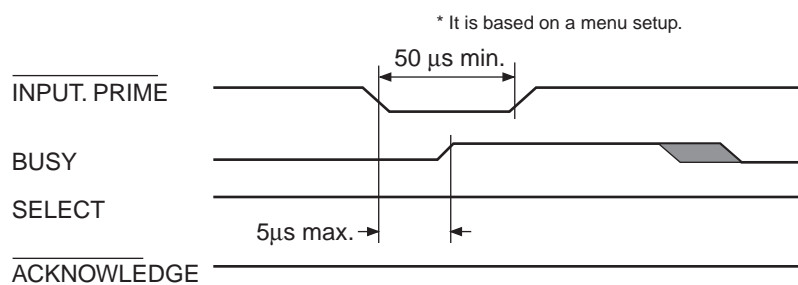 * It is based on a menu setup.
50 μs min.
INPUT. PRIME
BUSY
SELECT
5μs max.
ACKNOWLEDGE